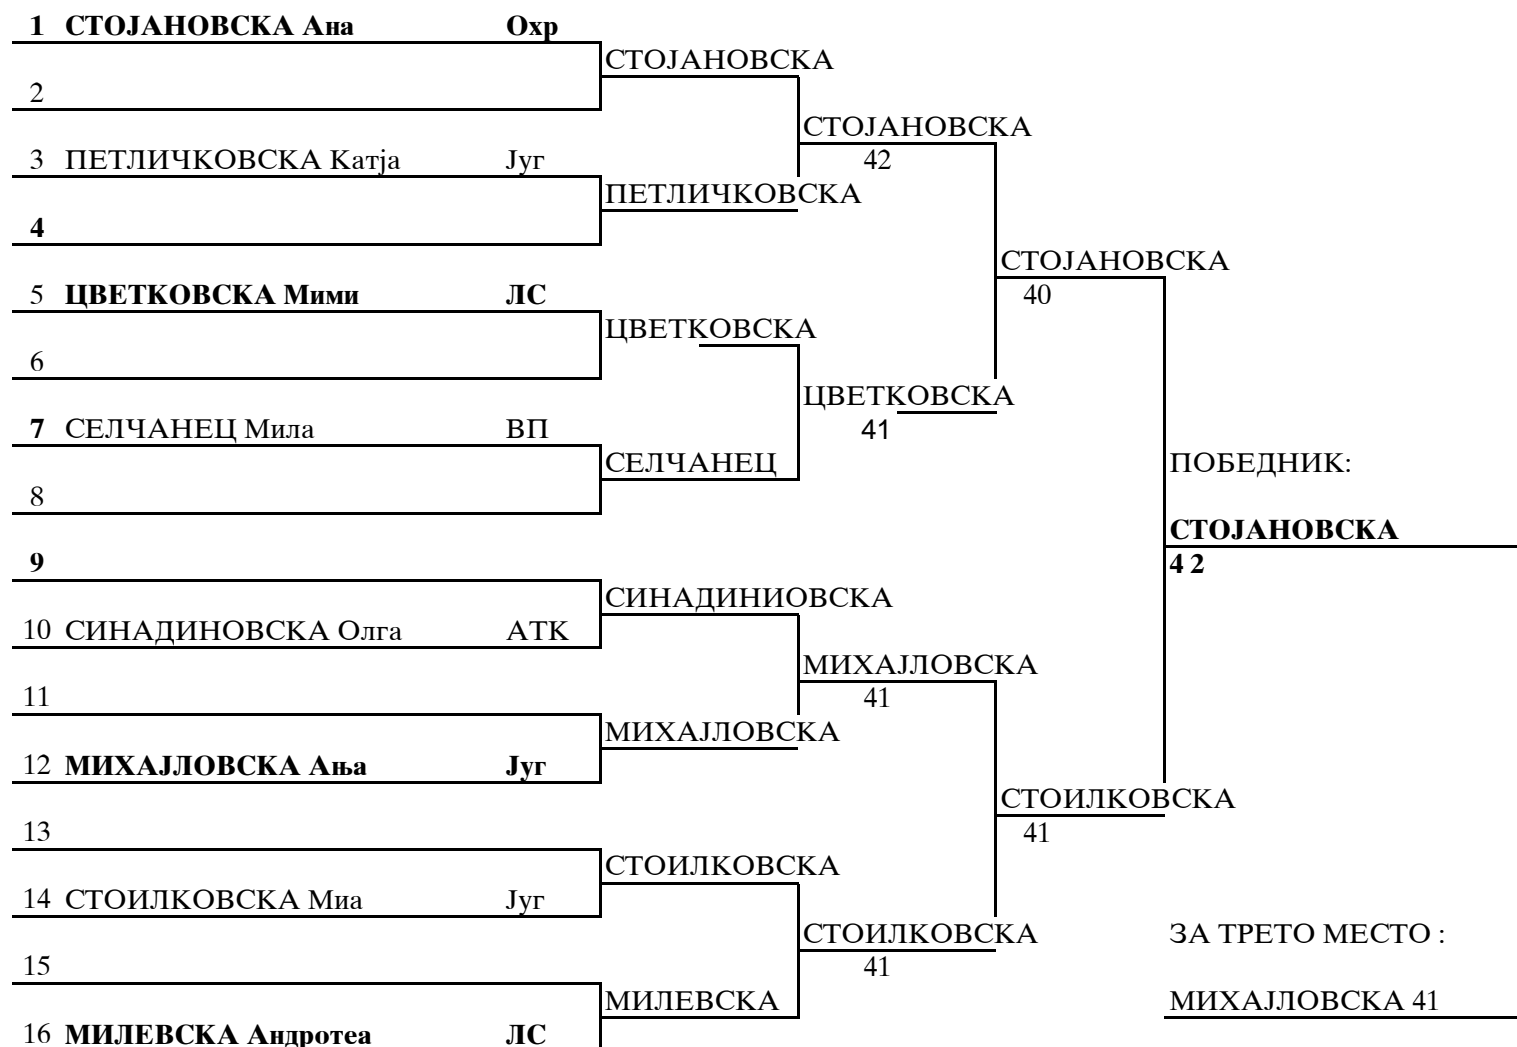 1 СТОЈАНОВСКА Ана Охр
СТОЈАНОВСКА
2
СТОЈАНОВСКА
3 ПЕТЛИЧКОВСКА Катја Југ 42
ПЕТЛИЧКОВСКА
4
СТОЈАНОВСКА
5 ЦВЕТКОВСКА Мими ЛС 40
ЦВЕТКОВСКА
6
ЦВЕТКОВСКА
7 СЕЛЧАНЕЦ Мила ВП 41
СЕЛЧАНЕЦ ПОБЕДНИК:
8
СТОЈАНОВСКА
9 4 2
СИНАДИНИОВСКА
10 СИНАДИНОВСКА Олга АТК
МИХАЈЛОВСКА
11 41
МИХАЈЛОВСКА
12 МИХАЈЛОВСКА Ања Југ
СТОИЛКОВСКА
13 41
СТОИЛКОВСКА
14 СТОИЛКОВСКА Миа Југ
СТОИЛКОВСКА ЗА ТРЕТО МЕСТО :
15 41
МИЛЕВСКА МИХАЈЛОВСКА 41
16 МИЛЕВСКА Андротеа ЛС